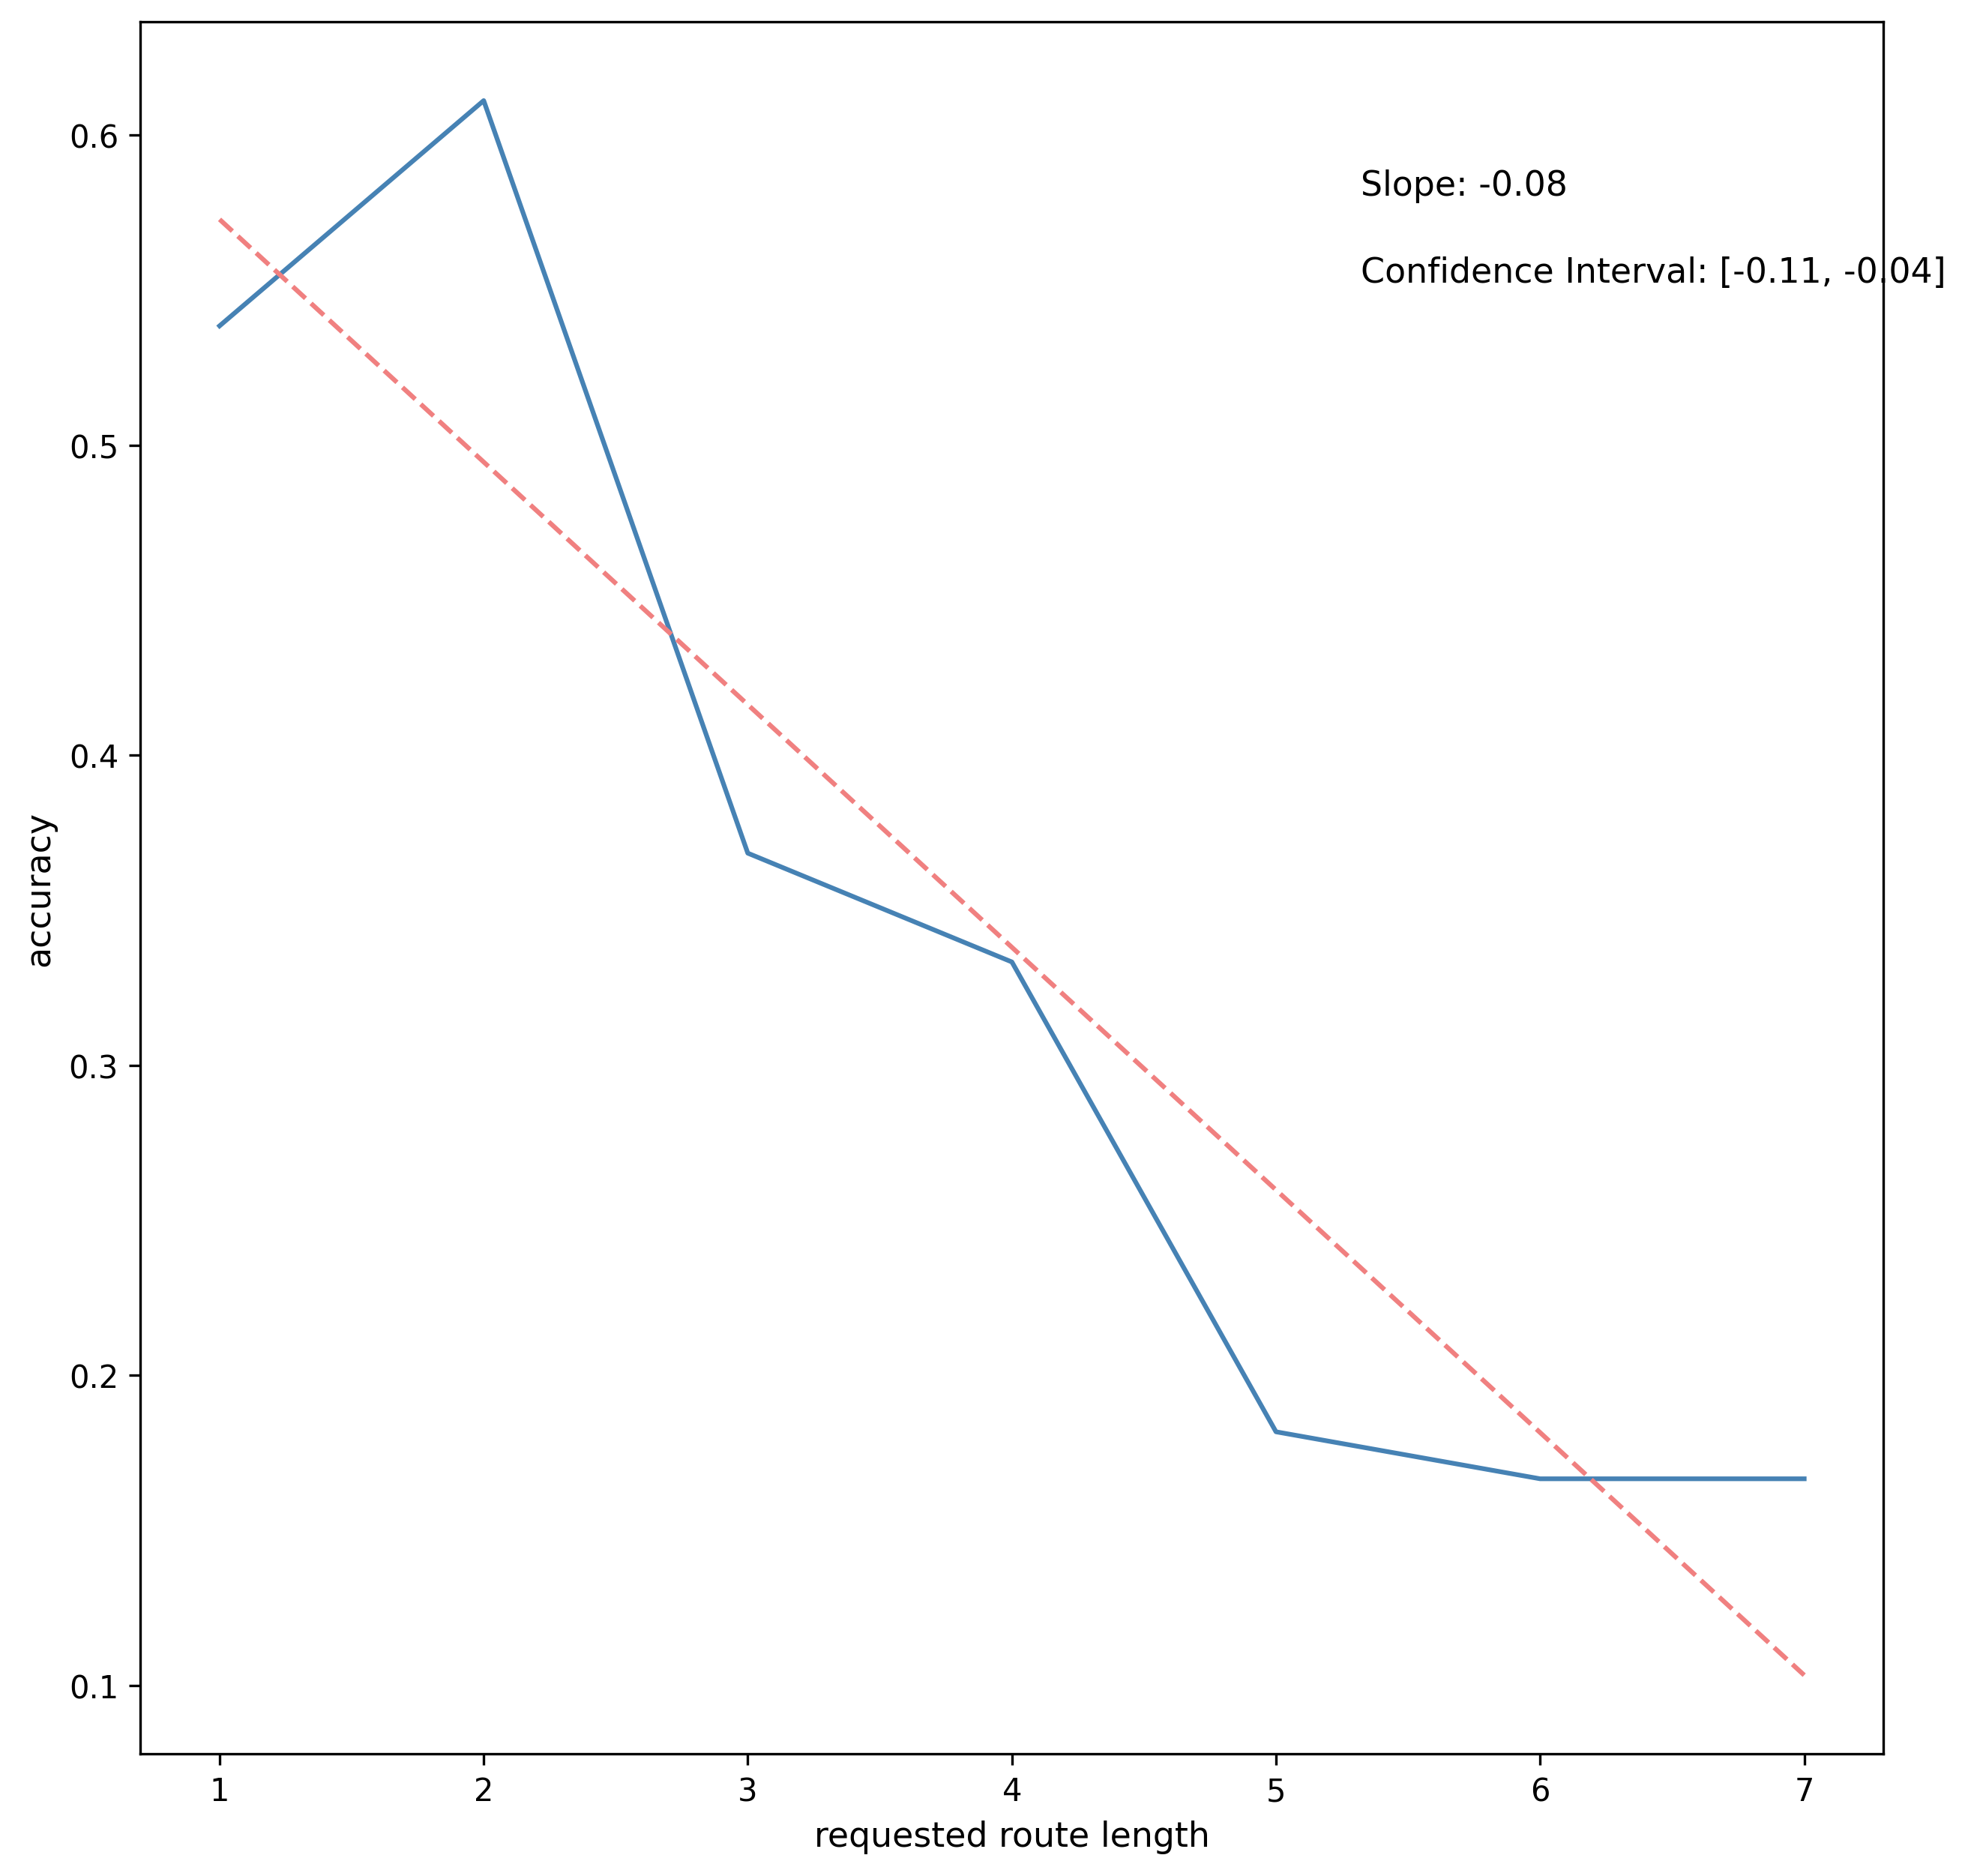 0.6
0.5
0.4
0.3
0.2
0.1
accuracy
Slope: -0.08
Confidence Interval: [-0.11, -0.04]
1 2 3 4 5 6 7
requested route length